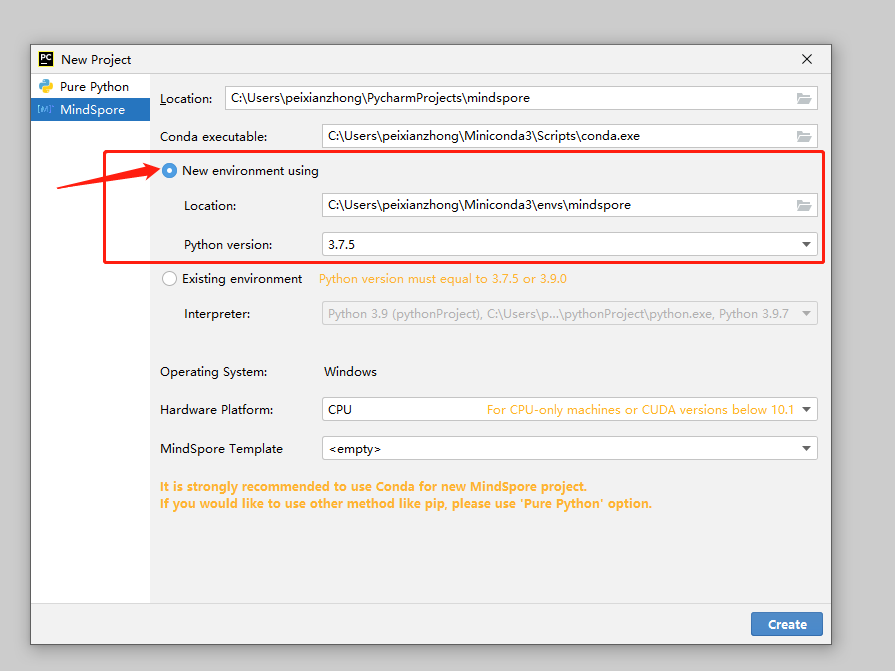 PC New Project
Pure Python
[M] MindSpore
Location: C:\Users\peixianzhong\PycharmProjects\mindspore
Conda executable: C:\Users\peixianzhong\Miniconda3\Scripts\conda.exe
New environment using
Location: C:\Users\peixianzhong\Miniconda3\envs\mindspore
Python version: 3.7.5
Existing environment Python version must equal to 3.7.5 or 3.9.0
Interpreter: Python 3.9 (pythonProject), C:\Users\p...\pythonProject\python.exe, Python 3.9.7
Operating System: Windows
Hardware Platform: CPU For CPU-only machines or CUDA versions below 10.1
MindSpore Template <empty>
It is strongly recommended to use Conda for new MindSpore project.
If you would like to use other method like pip, please use 'Pure Python' option.
Create